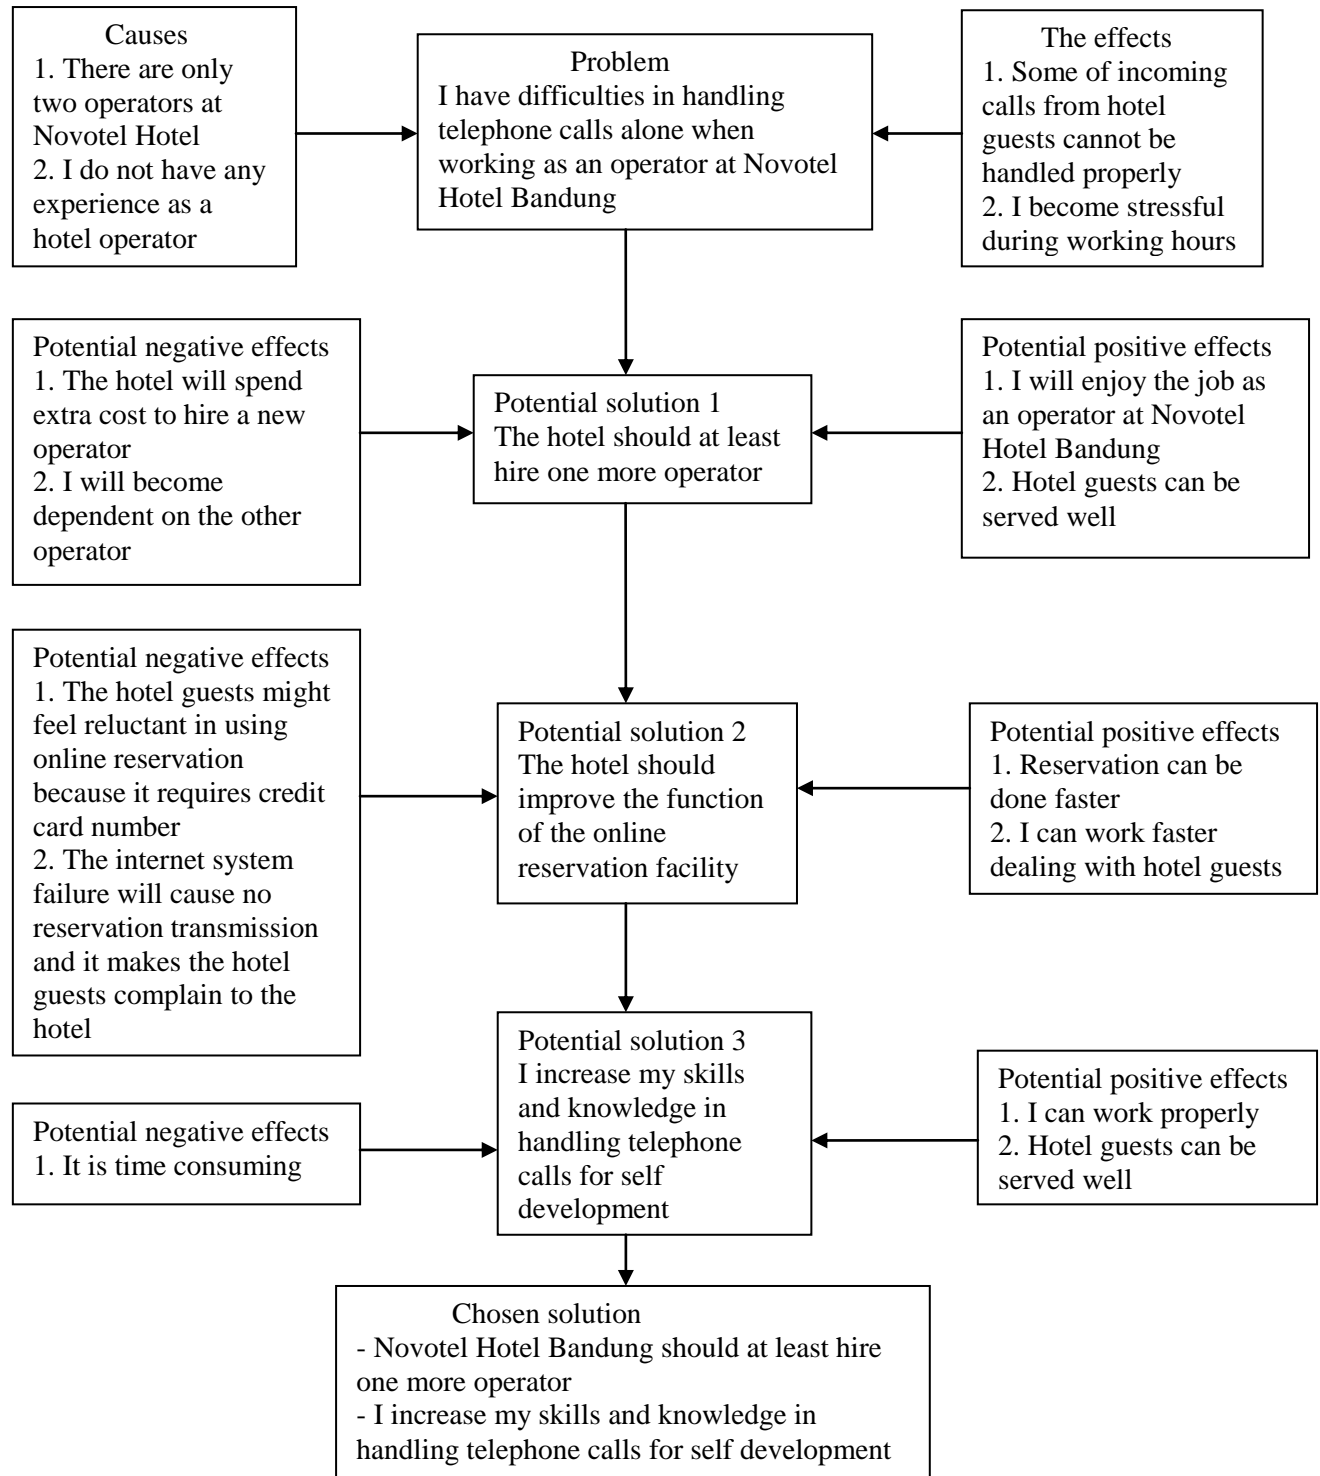 Causes
1. There are only
two operators at
Novotel Hotel
2. I do not have any
experience as a
hotel operator
Problem
I have difficulties in handling
telephone calls alone when
working as an operator at Novotel
Hotel Bandung
The effects
1. Some of incoming
calls from hotel
guests cannot be
handled properly
2. I become stressful
during working hours
Potential negative effects
1. The hotel will spend
extra cost to hire a new
operator
2. I will become
dependent on the other
operator
Potential solution 1
The hotel should at least
hire one more operator
Potential positive effects
1. I will enjoy the job as
an operator at Novotel
Hotel Bandung
2. Hotel guests can be
served well
Potential negative effects
1. The hotel guests might
feel reluctant in using
online reservation
because it requires credit
card number
2. The internet system
failure will cause no
reservation transmission
and it makes the hotel
guests complain to the
hotel
Potential solution 2
The hotel should
improve the function
of the online
reservation facility
Potential positive effects
1. Reservation can be
done faster
2. I can work faster
dealing with hotel guests
Potential negative effects
1. It is time consuming
Potential solution 3
I increase my skills
and knowledge in
handling telephone
calls for self
development
Potential positive effects
1. I can work properly
2. Hotel guests can be
served well
Chosen solution
- Novotel Hotel Bandung should at least hire
one more operator
- I increase my skills and knowledge in
handling telephone calls for self development